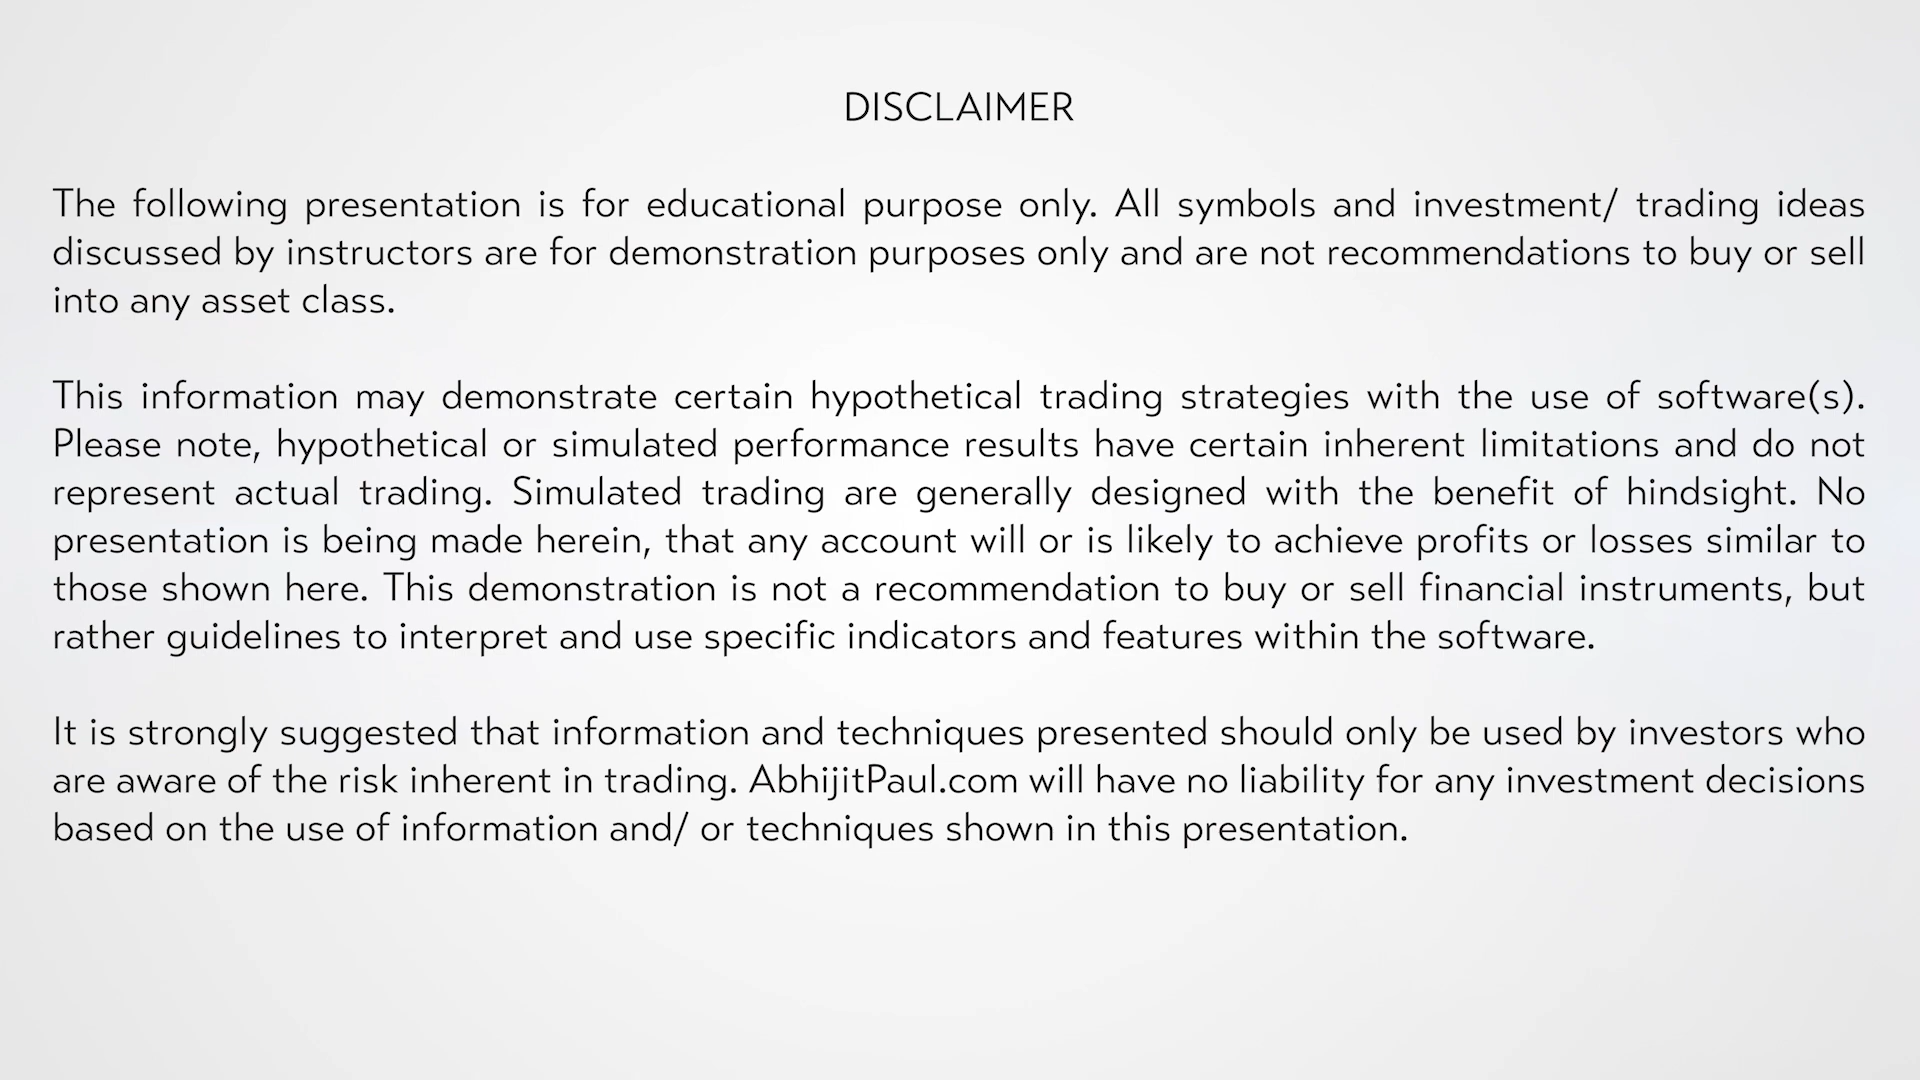 DISCLAIMER
The following presentation is for educational purpose only. All symbols and investment/ trading ideas
discussed by instructors are for demonstration purposes only and are not recommendations to buy or sell
into any asset class.
This information may demonstrate certain hypothetical trading strategies with the use of software(s).
Please note, hypothetical or simulated performance results have certain inherent limitations and do not
represent actual trading. Simulated trading are generally designed with the benefit of hindsight. No
presentation is being made herein, that any account will or is likely to achieve profits or losses similar to
those shown here. This demonstration is not a recommendation to buy or sell financial instruments, but
rather guidelines to interpret and use specific indicators and features within the software.
It is strongly suggested that information and techniques presented should only be used by investors who
are aware of the risk inherent in trading. AbhijitPaul.com will have no liability for any investment decisions
based on the use of information and/ or techniques shown in this presentation.